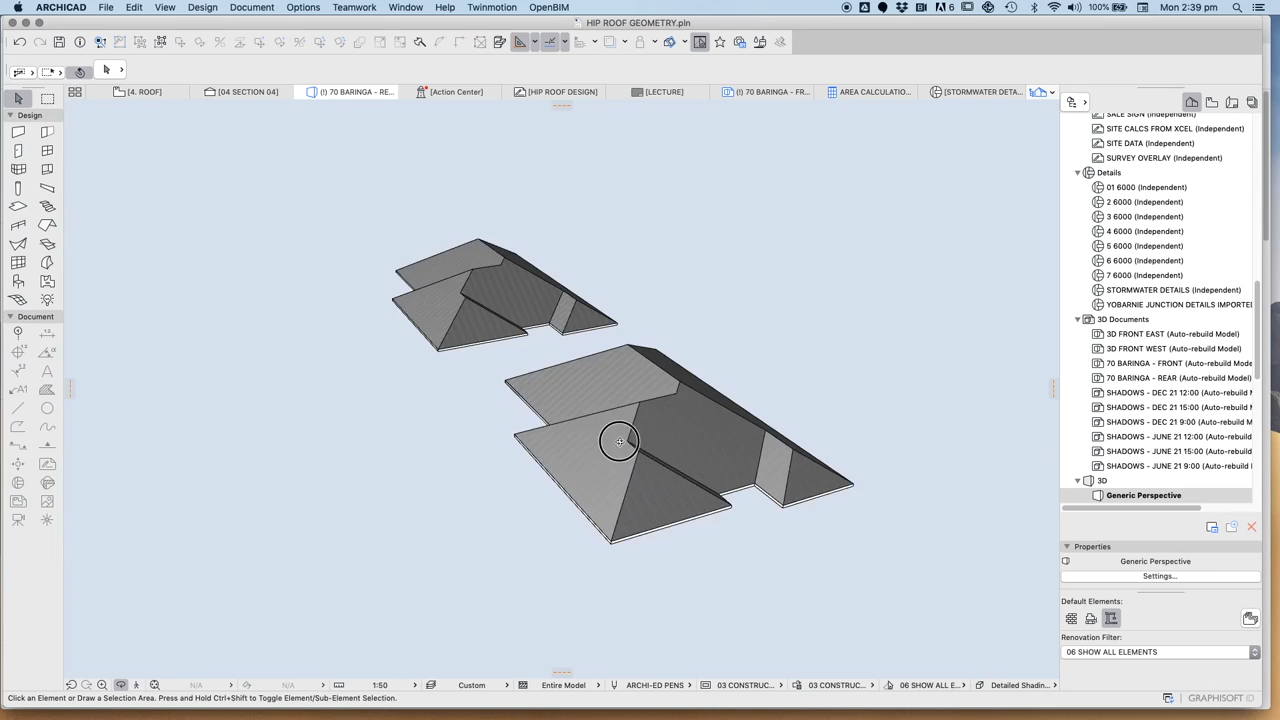 ARCHICAD File Edit View Design Document Options Teamwork Window Help Twinmotion OpenBIM 6 100% Mon 2:39 pm
HIP ROOF GEOMETRY.pln
[4. ROOF] [04 SECTION 04] (!) 70 BARINGA - RE... [Action Center] [HIP ROOF DESIGN] [LECTURE] (!) 70 BARINGA - FR... AREA CALCULATIO... [STORMWATER DETA...
Design
Document
SALE SIGN (Independent)
SITE CALCS FROM XCEL (Independent)
SITE DATA (Independent)
SURVEY OVERLAY (Independent)
Details
01 6000 (Independent)
2 6000 (Independent)
3 6000 (Independent)
4 6000 (Independent)
5 6000 (Independent)
6 6000 (Independent)
7 6000 (Independent)
STORMWATER DETAILS (Independent)
YOBARNIE JUNCTION DETAILS IMPORTED
3D Documents
3D FRONT EAST (Auto-rebuild Model)
3D FRONT WEST (Auto-rebuild Model)
70 BARINGA - FRONT (Auto-rebuild Model)
70 BARINGA - REAR (Auto-rebuild Model)
SHADOWS - DEC 21 12:00 (Auto-rebuild
SHADOWS - DEC 21 15:00 (Auto-rebuild
SHADOWS - DEC 21 9:00 (Auto-rebuild M
SHADOWS - JUNE 21 12:00 (Auto-rebuild
SHADOWS - JUNE 21 15:00 (Auto-rebuild
SHADOWS - JUNE 21 9:00 (Auto-rebuild
3D
Generic Perspective
Properties
Generic Perspective
Settings...
Default Elements:
Renovation Filter:
06 SHOW ALL ELEMENTS
N/A N/A 1:50 Custom Entire Model ARCHI-ED PENS 03 CONSTRUC... 03 CONSTRUC... 06 SHOW ALL E... Detailed Shadin...
Click an Element or Draw a Selection Area. Press and Hold Ctrl+Shift to Toggle Element/Sub-Element Selection.
GRAPHISOFT ID